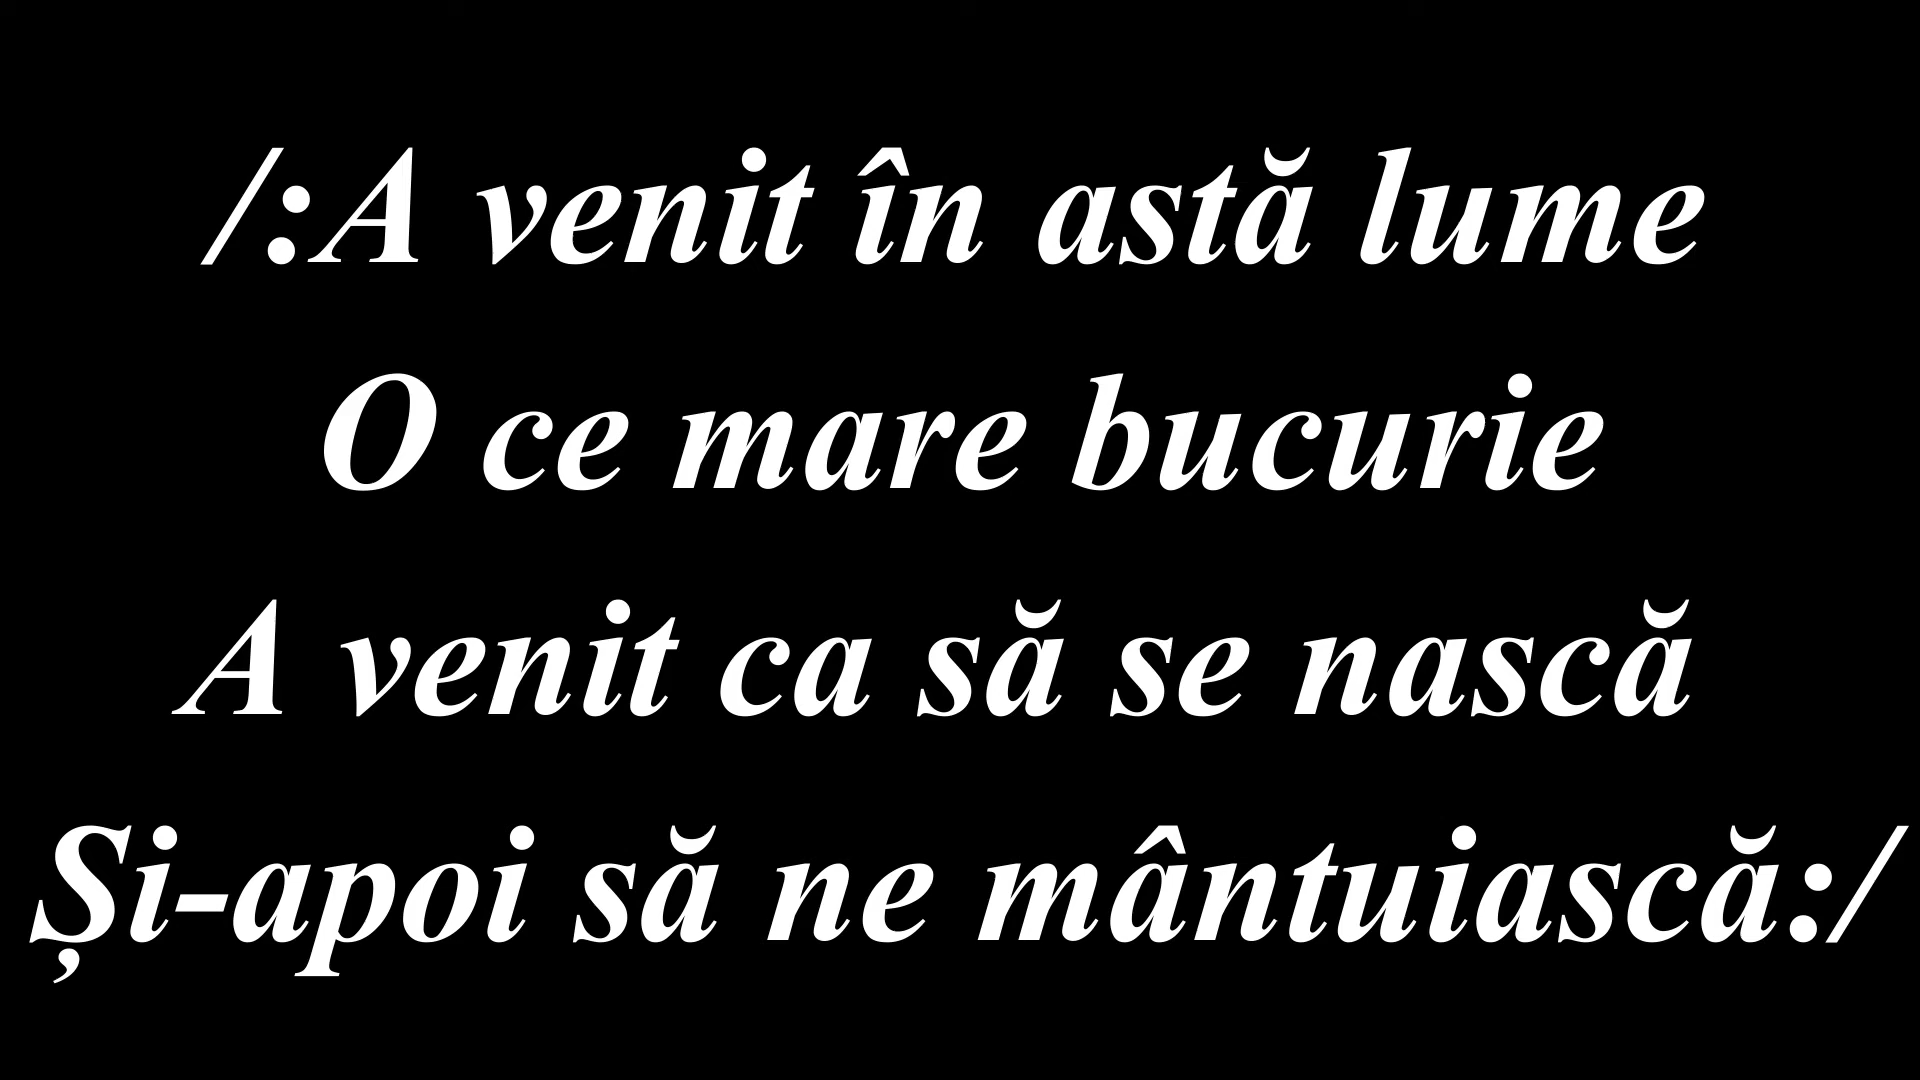 /:A venit în astă lume
O ce mare bucurie
A venit ca să se nască
Și-apoi să ne mântuiască:/